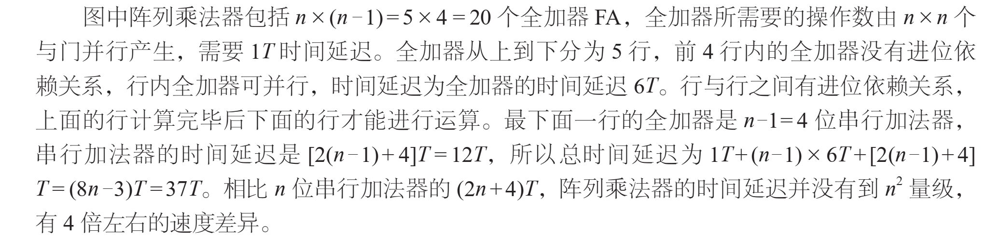 图中阵列乘法器包括 n × (n − 1) = 5 × 4 = 20 个全加器 FA，全加器所需要的操作数由 n × n 个
与门并行产生，需要 1T 时间延迟。全加器从上到下分为 5 行，前 4 行内的全加器没有进位依
赖关系，行内全加器可并行，时间延迟为全加器的时间延迟 6T。行与行之间有进位依赖关系，
上面的行计算完毕后下面的行才能进行运算。最下面一行的全加器是 n−1= 4 位串行加法器，
串行加法器的时间延迟是 [2(n − 1) + 4]T = 12T，所以总时间延迟为 1T+ (n−1) × 6T+ [2(n−1)+ 4]
T = (8n −3)T = 37T。相比 n 位串行加法器的 (2n + 4)T，阵列乘法器的时间延迟并没有到 n² 量级，
有 4 倍左右的速度差异。